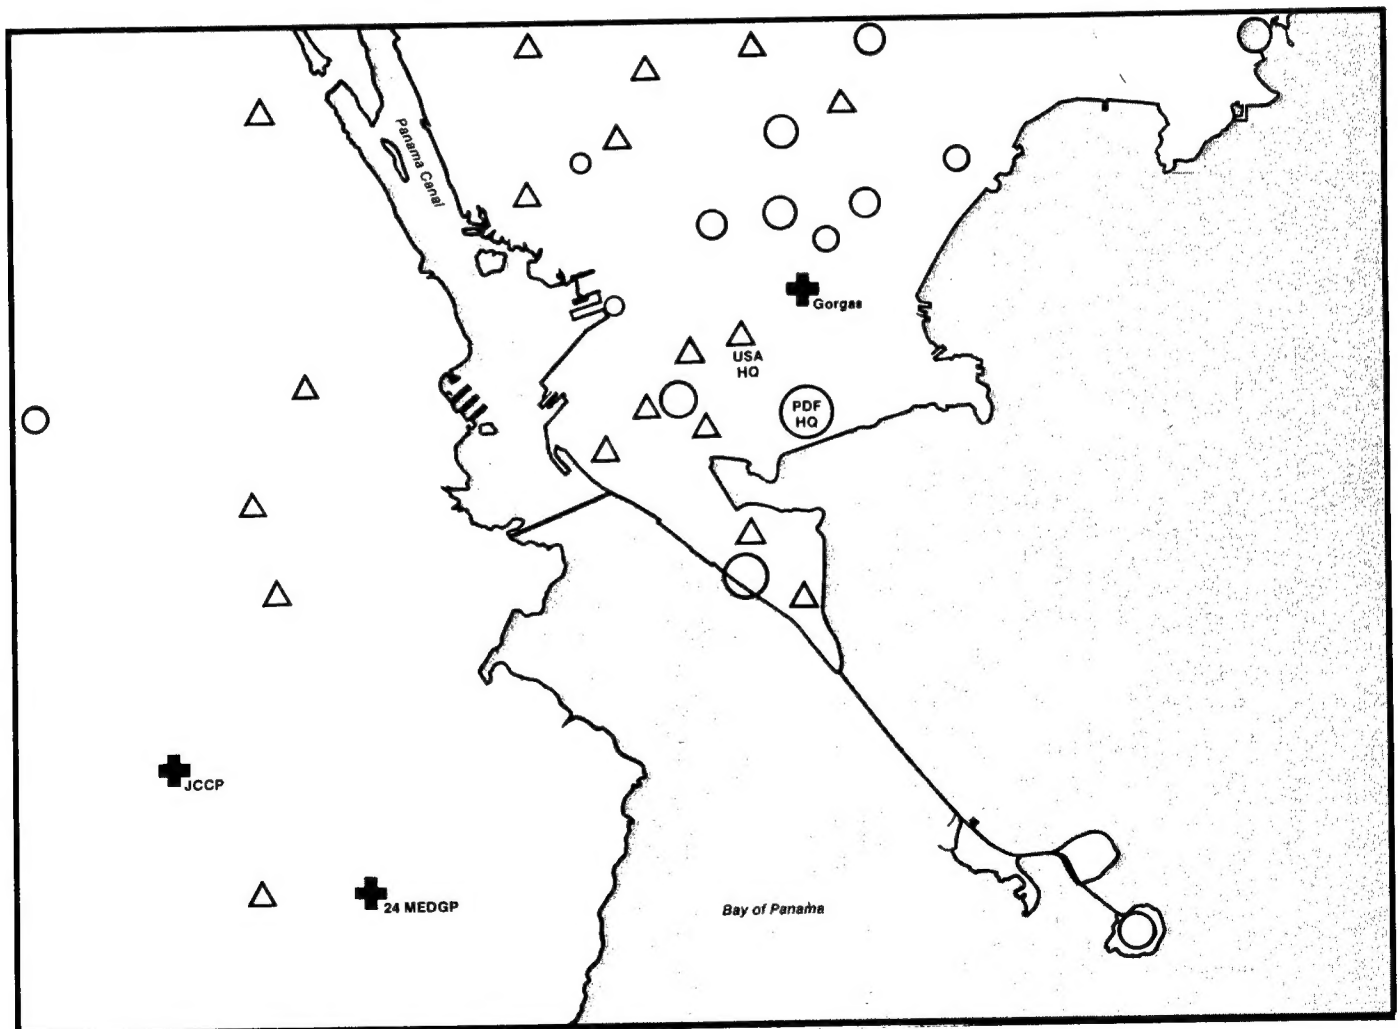 Panama Canal
Gorgas
USA
HQ
PDF
HQ
JCCP
24 MEDGP
Bay of Panama